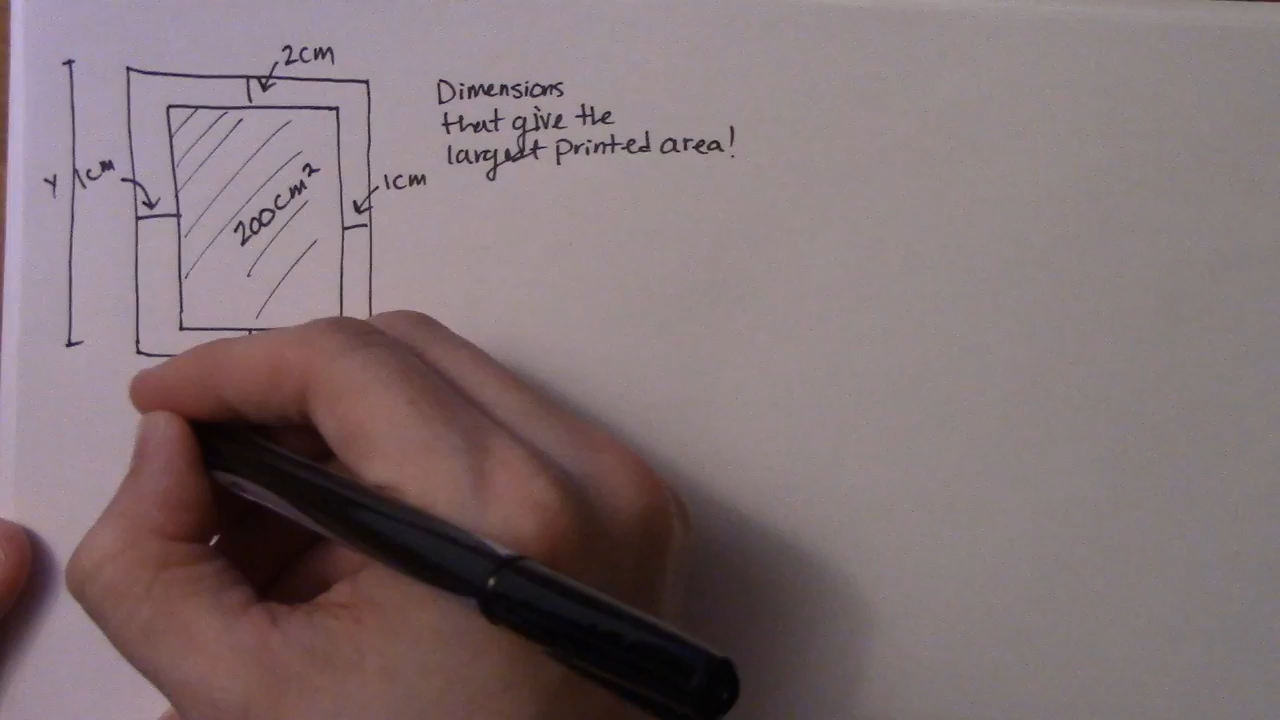 2cm
Dimensions
that give the
largest printed area!
Y
1cm
1cm
200cm²